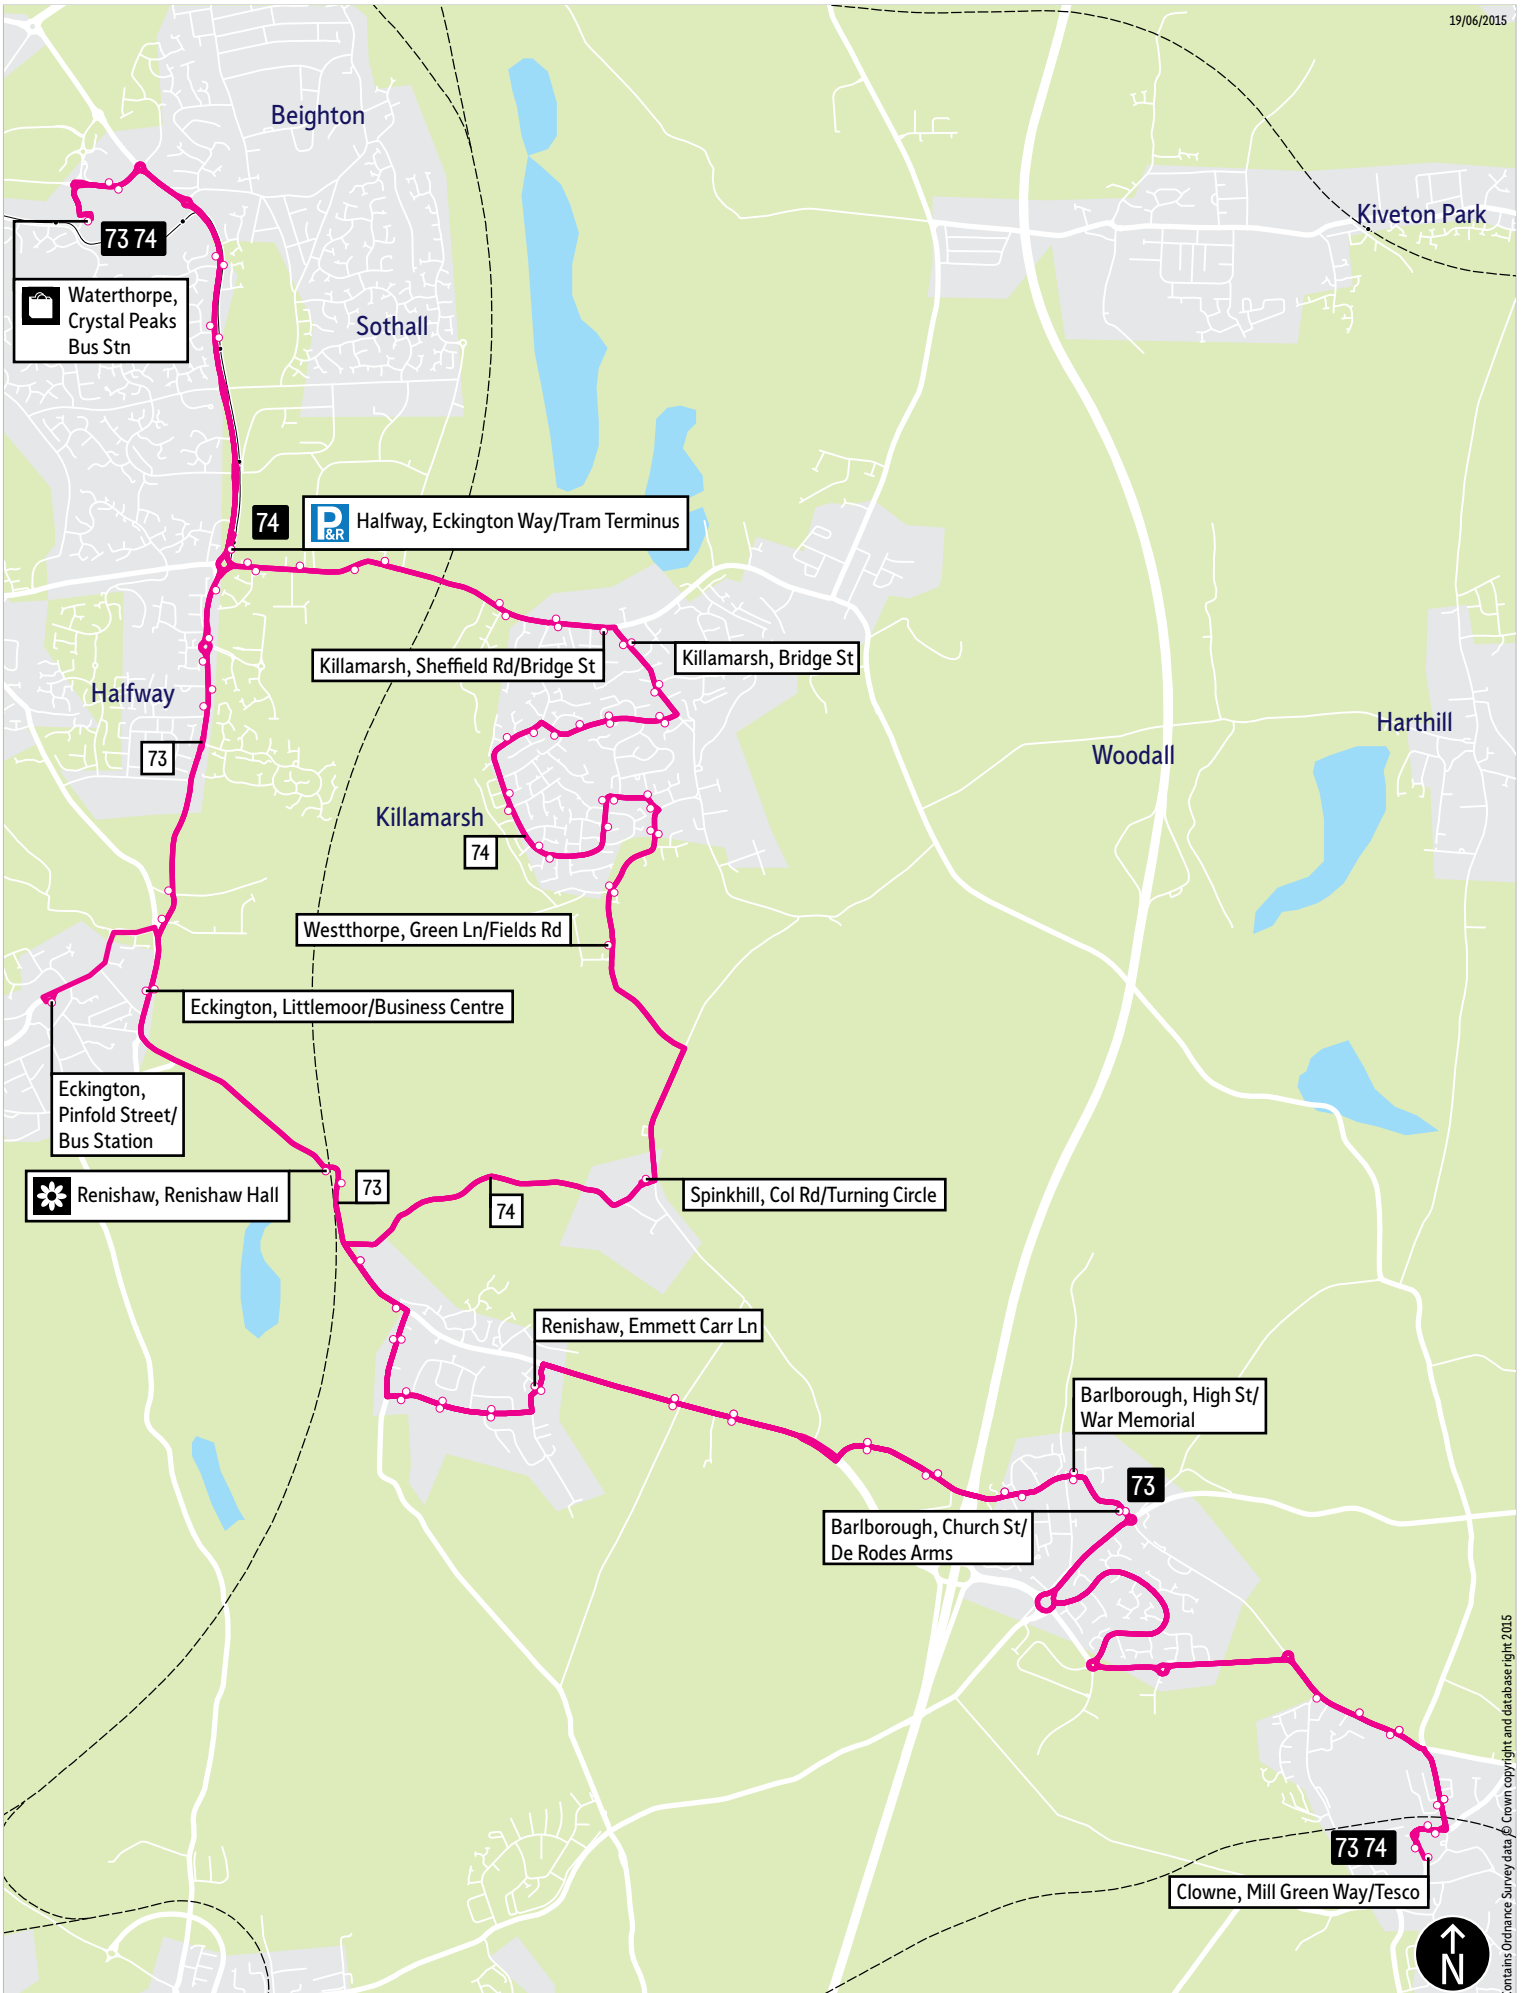 19/06/2015
Beighton
Kiveton Park
73 74
Waterthorpe,
Crystal Peaks
Bus Stn
Sothall
74
P&R
Halfway, Eckington Way/Tram Terminus
Killamarsh, Sheffield Rd/Bridge St
Killamarsh, Bridge St
Halfway
Harthill
73
Woodall
Killamarsh
74
Westthorpe, Green Ln/Fields Rd
Eckington, Littlemoor/Business Centre
Eckington,
Pinfold Street/
Bus Station
Renishaw, Renishaw Hall
73
74
Spinkhill, Col Rd/Turning Circle
Renishaw, Emmett Carr Ln
Barlborough, High St/
War Memorial
73
Barlborough, Church St/
De Rodes Arms
73 74
Clowne, Mill Green Way/Tesco
N
ontains Ordnance Survey data © Crown copyright and database right 2015